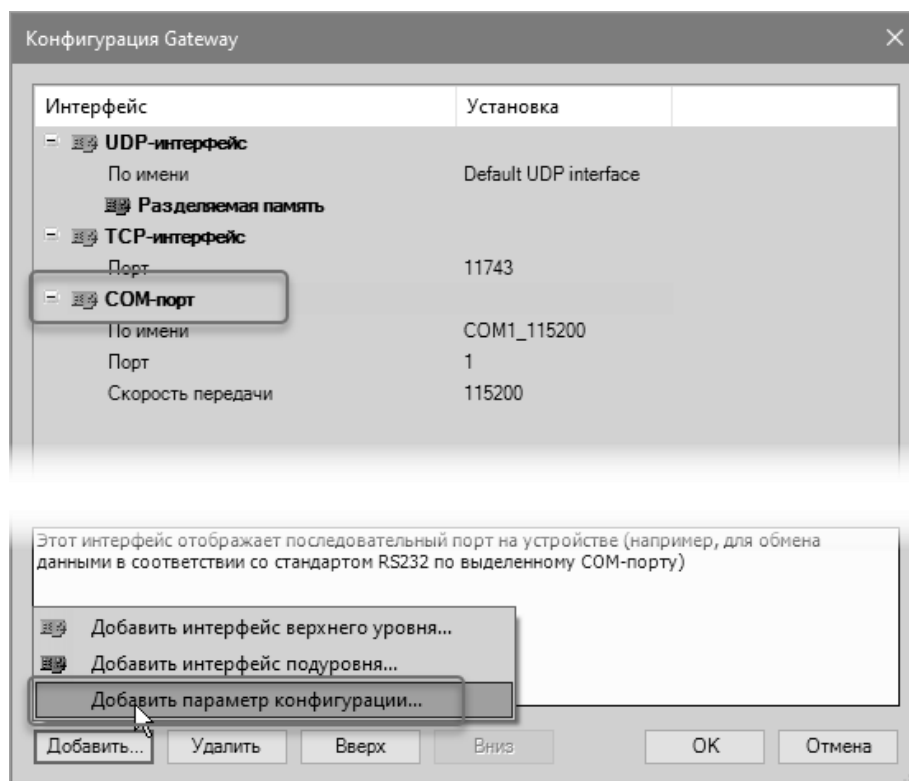 Конфигурация Gateway
Интерфейс Установка
UDP-интерфейс
По имени Default UDP interface
Разделяемая память
TCP-интерфейс
Порт 11743
COM-порт
По имени COM1_115200
Порт 1
Скорость передачи 115200
Этот интерфейс отображает последовательный порт на устройстве (например, для обмена
данными в соответствии со стандартом RS232 по выделенному COM-порту)
Добавить интерфейс верхнего уровня...
Добавить интерфейс подуровня...
Добавить параметр конфигурации...
Добавить... Удалить Вверх Вниз OK Отмена